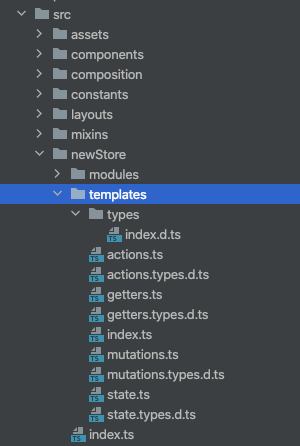 src
assets
components
composition
constants
layouts
mixins
newStore
modules
templates
types
index.d.ts
actions.ts
actions.types.d.ts
getters.ts
getters.types.d.ts
index.ts
mutations.ts
mutations.types.d.ts
state.ts
state.types.d.ts
index.ts